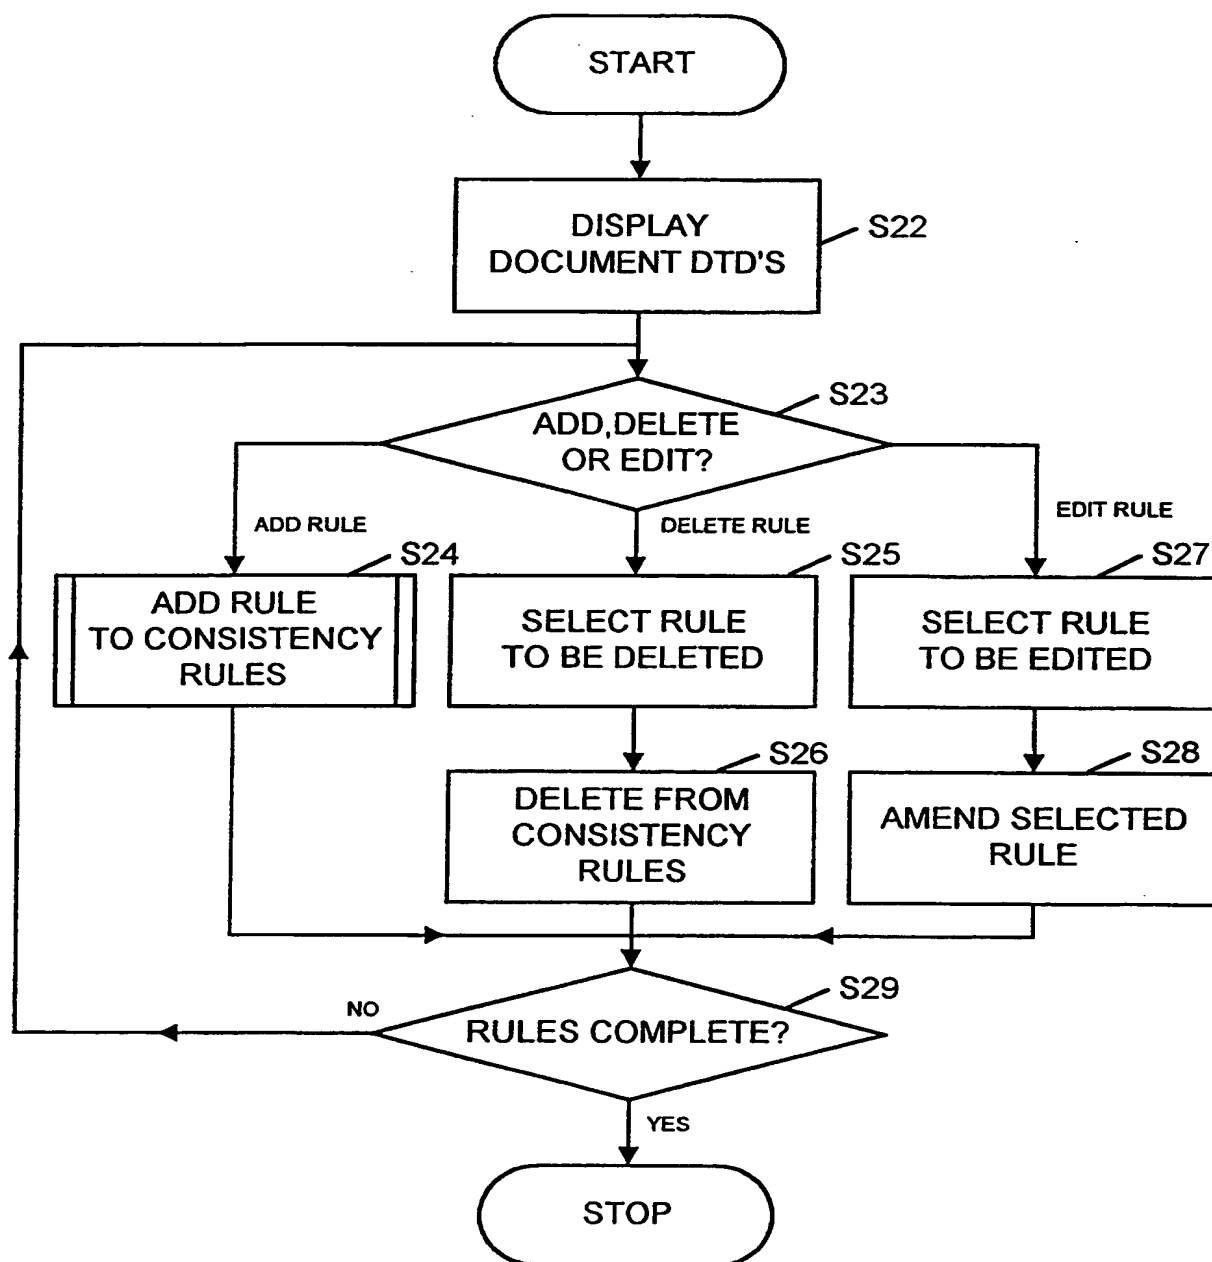 START
DISPLAY
DOCUMENT DTD'S
S22
S23
ADD,DELETE
OR EDIT?
ADD RULE
DELETE RULE
EDIT RULE
S24
S25
S27
ADD RULE
TO CONSISTENCY
RULES
SELECT RULE
TO BE DELETED
SELECT RULE
TO BE EDITED
S26
S28
DELETE FROM
CONSISTENCY
RULES
AMEND SELECTED
RULE
S29
NO
RULES COMPLETE?
YES
STOP